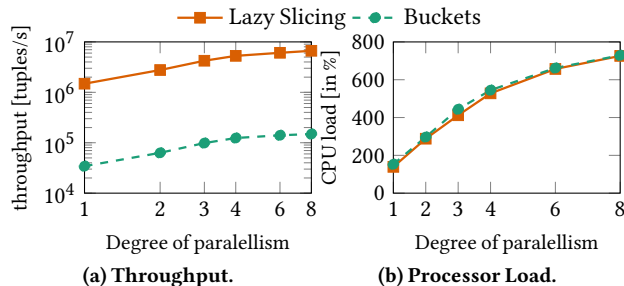 Lazy Slicing Buckets
throughput [tuples/s]
10^7
10^6
10^5
10^4
1 2 3 4 6 8
Degree of paralellism
(a) Throughput.
CPU load [in %]
800
600
400
200
0
1 2 3 4 6 8
Degree of paralellism
(b) Processor Load.